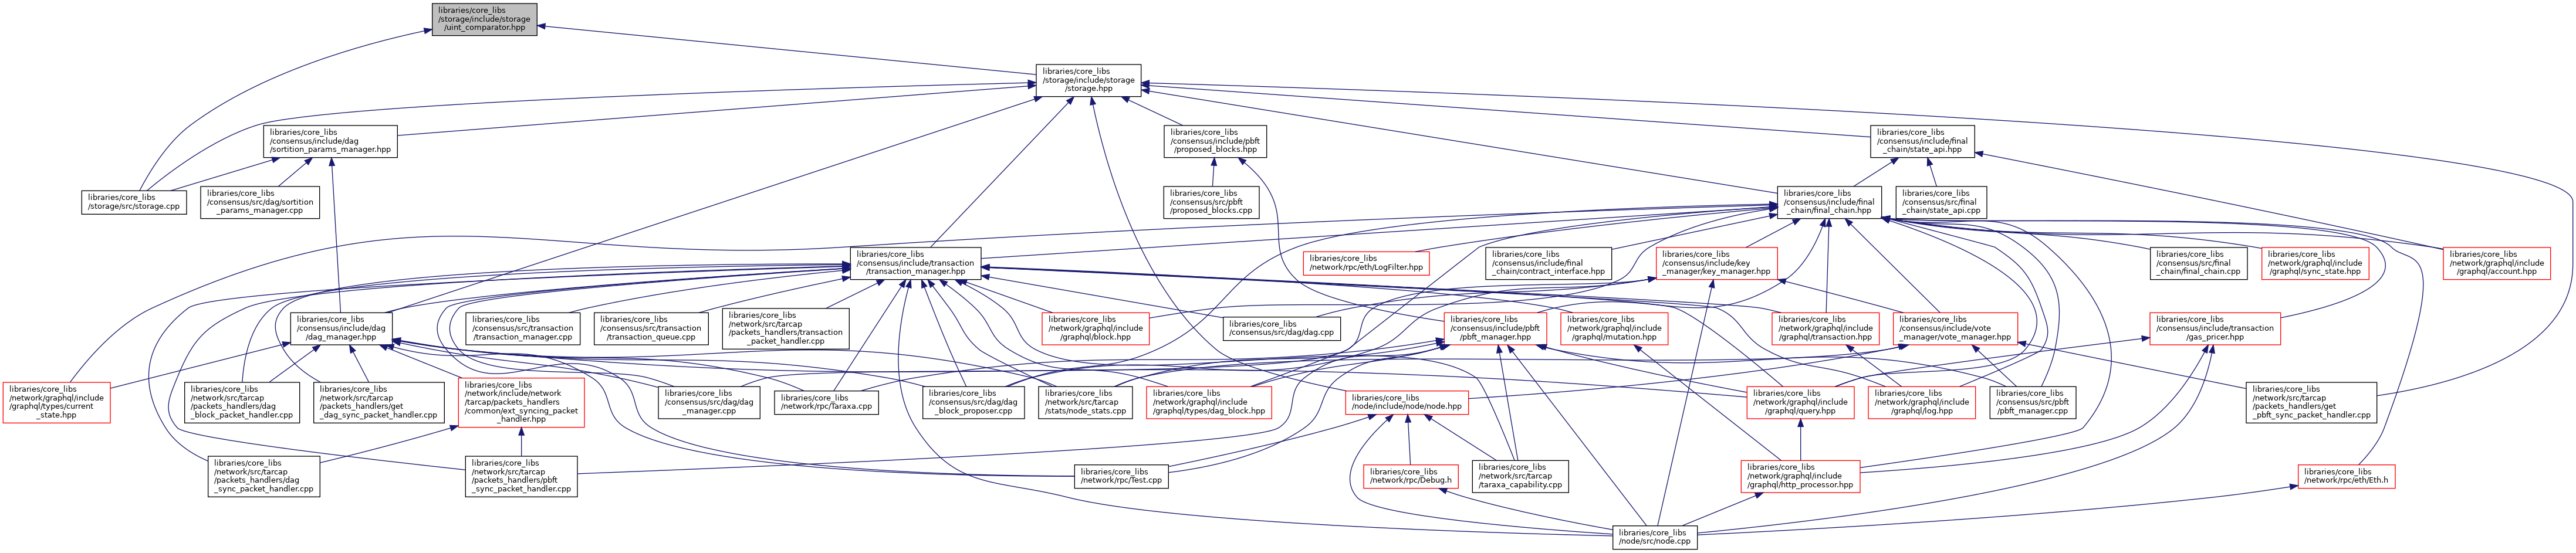 libraries/core_libs
/storage/include/storage
/uint_comparator.hpp
libraries/core_libs
/storage/include/storage
/storage.hpp
libraries/core_libs
/consensus/include/dag
/sortition_params_manager.hpp
libraries/core_libs
/consensus/include/pbft
/proposed_blocks.hpp
libraries/core_libs
/consensus/include/final
_chain/state_api.hpp
libraries/core_libs
/storage/src/storage.cpp
libraries/core_libs
/consensus/src/dag/sortition
_params_manager.cpp
libraries/core_libs
/consensus/src/pbft
/proposed_blocks.cpp
libraries/core_libs
/consensus/include/final
_chain/final_chain.hpp
libraries/core_libs
/consensus/src/final
_chain/state_api.cpp
libraries/core_libs
/consensus/include/transaction
/transaction_manager.hpp
libraries/core_libs
/network/rpc/eth/LogFilter.hpp
libraries/core_libs
/consensus/include/final
_chain/contract_interface.hpp
libraries/core_libs
/consensus/include/key
_manager/key_manager.hpp
libraries/core_libs
/consensus/src/final
_chain/final_chain.cpp
libraries/core_libs
/network/graphql/include
/graphql/sync_state.hpp
libraries/core_libs
/network/graphql/include
/graphql/account.hpp
libraries/core_libs
/consensus/include/dag
/dag_manager.hpp
libraries/core_libs
/consensus/src/transaction
/transaction_manager.cpp
libraries/core_libs
/consensus/src/transaction
/transaction_queue.cpp
libraries/core_libs
/network/src/tarcap
/packets_handlers/transaction
_packet_handler.cpp
libraries/core_libs
/network/graphql/include
/graphql/block.hpp
libraries/core_libs
/consensus/src/dag/dag.cpp
libraries/core_libs
/consensus/include/pbft
/pbft_manager.hpp
libraries/core_libs
/network/graphql/include
/graphql/mutation.hpp
libraries/core_libs
/network/graphql/include
/graphql/transaction.hpp
libraries/core_libs
/consensus/include/vote
_manager/vote_manager.hpp
libraries/core_libs
/consensus/include/transaction
/gas_pricer.hpp
libraries/core_libs
/network/graphql/include
/graphql/types/current
_state.hpp
libraries/core_libs
/network/src/tarcap
/packets_handlers/dag
_block_packet_handler.cpp
libraries/core_libs
/network/src/tarcap
/packets_handlers/get
_dag_sync_packet_handler.cpp
libraries/core_libs
/network/include/network
/tarcap/packets_handlers
/common/ext_syncing_packet
_handler.hpp
libraries/core_libs
/consensus/src/dag/dag
_manager.cpp
libraries/core_libs
/network/rpc/Taraxa.cpp
libraries/core_libs
/consensus/src/dag/dag
_block_proposer.cpp
libraries/core_libs
/network/src/tarcap
/stats/node_stats.cpp
libraries/core_libs
/network/graphql/include
/graphql/types/dag_block.hpp
libraries/core_libs
/node/include/node/node.hpp
libraries/core_libs
/network/graphql/include
/graphql/query.hpp
libraries/core_libs
/network/graphql/include
/graphql/log.hpp
libraries/core_libs
/consensus/src/pbft
/pbft_manager.cpp
libraries/core_libs
/network/src/tarcap
/packets_handlers/get
_pbft_sync_packet_handler.cpp
libraries/core_libs
/network/src/tarcap
/packets_handlers/dag
_sync_packet_handler.cpp
libraries/core_libs
/network/src/tarcap
/packets_handlers/pbft
_sync_packet_handler.cpp
libraries/core_libs
/network/rpc/Test.cpp
libraries/core_libs
/network/rpc/Debug.h
libraries/core_libs
/network/src/tarcap
/taraxa_capability.cpp
libraries/core_libs
/network/graphql/include
/graphql/http_processor.hpp
libraries/core_libs
/network/rpc/eth/Eth.h
libraries/core_libs
/node/src/node.cpp